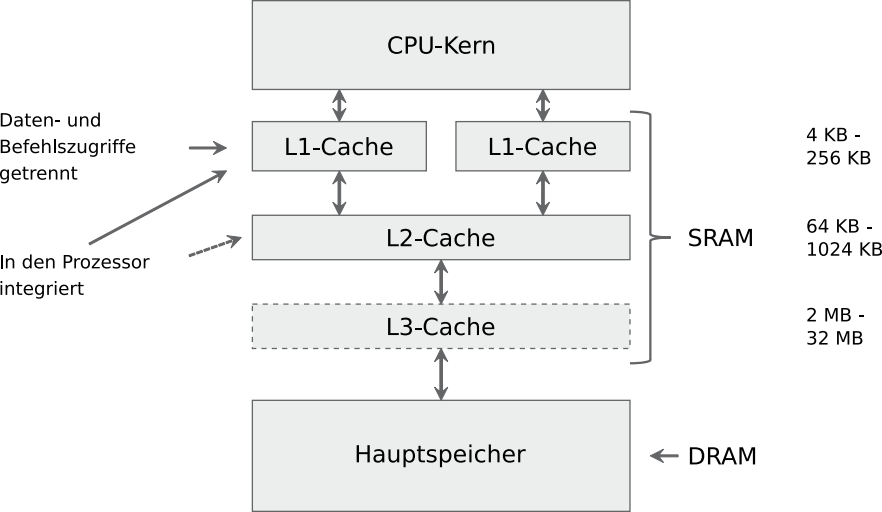 CPU-Kern
Daten- und
Befehlszugriffe
getrennt
L1-Cache
L1-Cache
4 KB -
256 KB
In den Prozessor
integriert
L2-Cache
SRAM
64 KB -
1024 KB
L3-Cache
2 MB -
32 MB
Hauptspeicher
DRAM